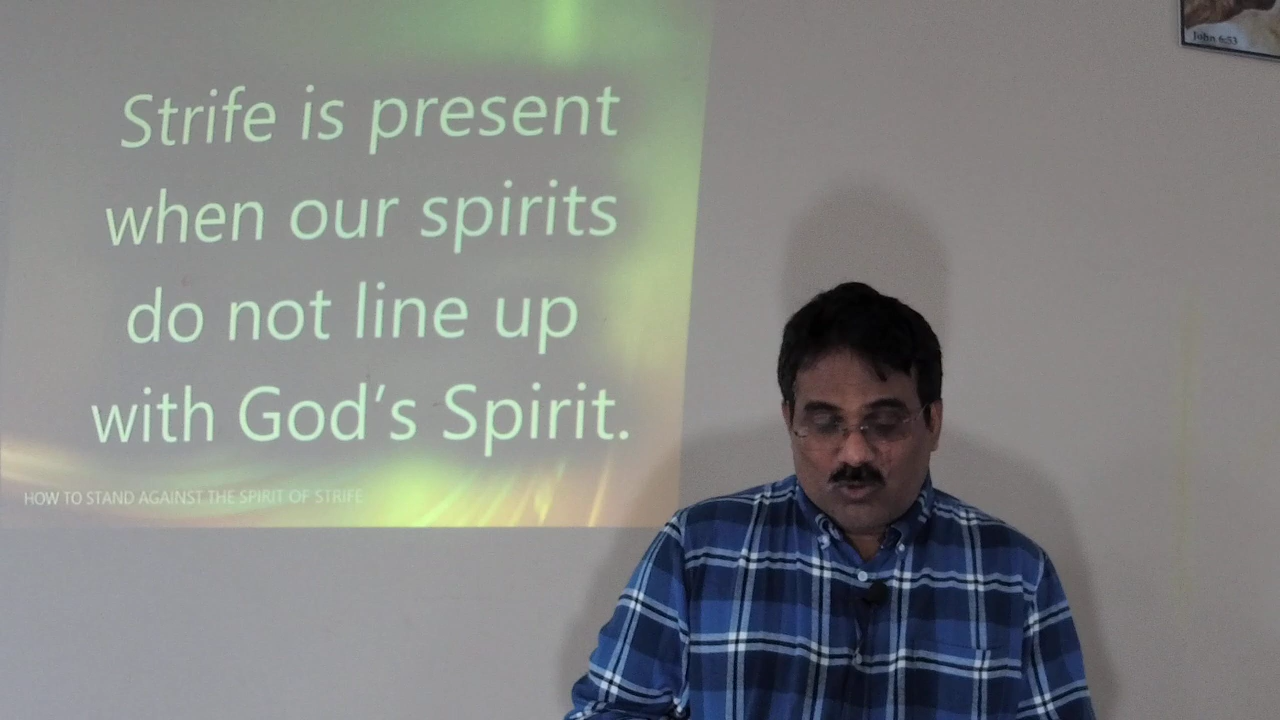 Strife is present
when our spirits
do not line up
with God's Spirit.
HOW TO STAND AGAINST THE SPIRIT OF STRIFE
John 6:53